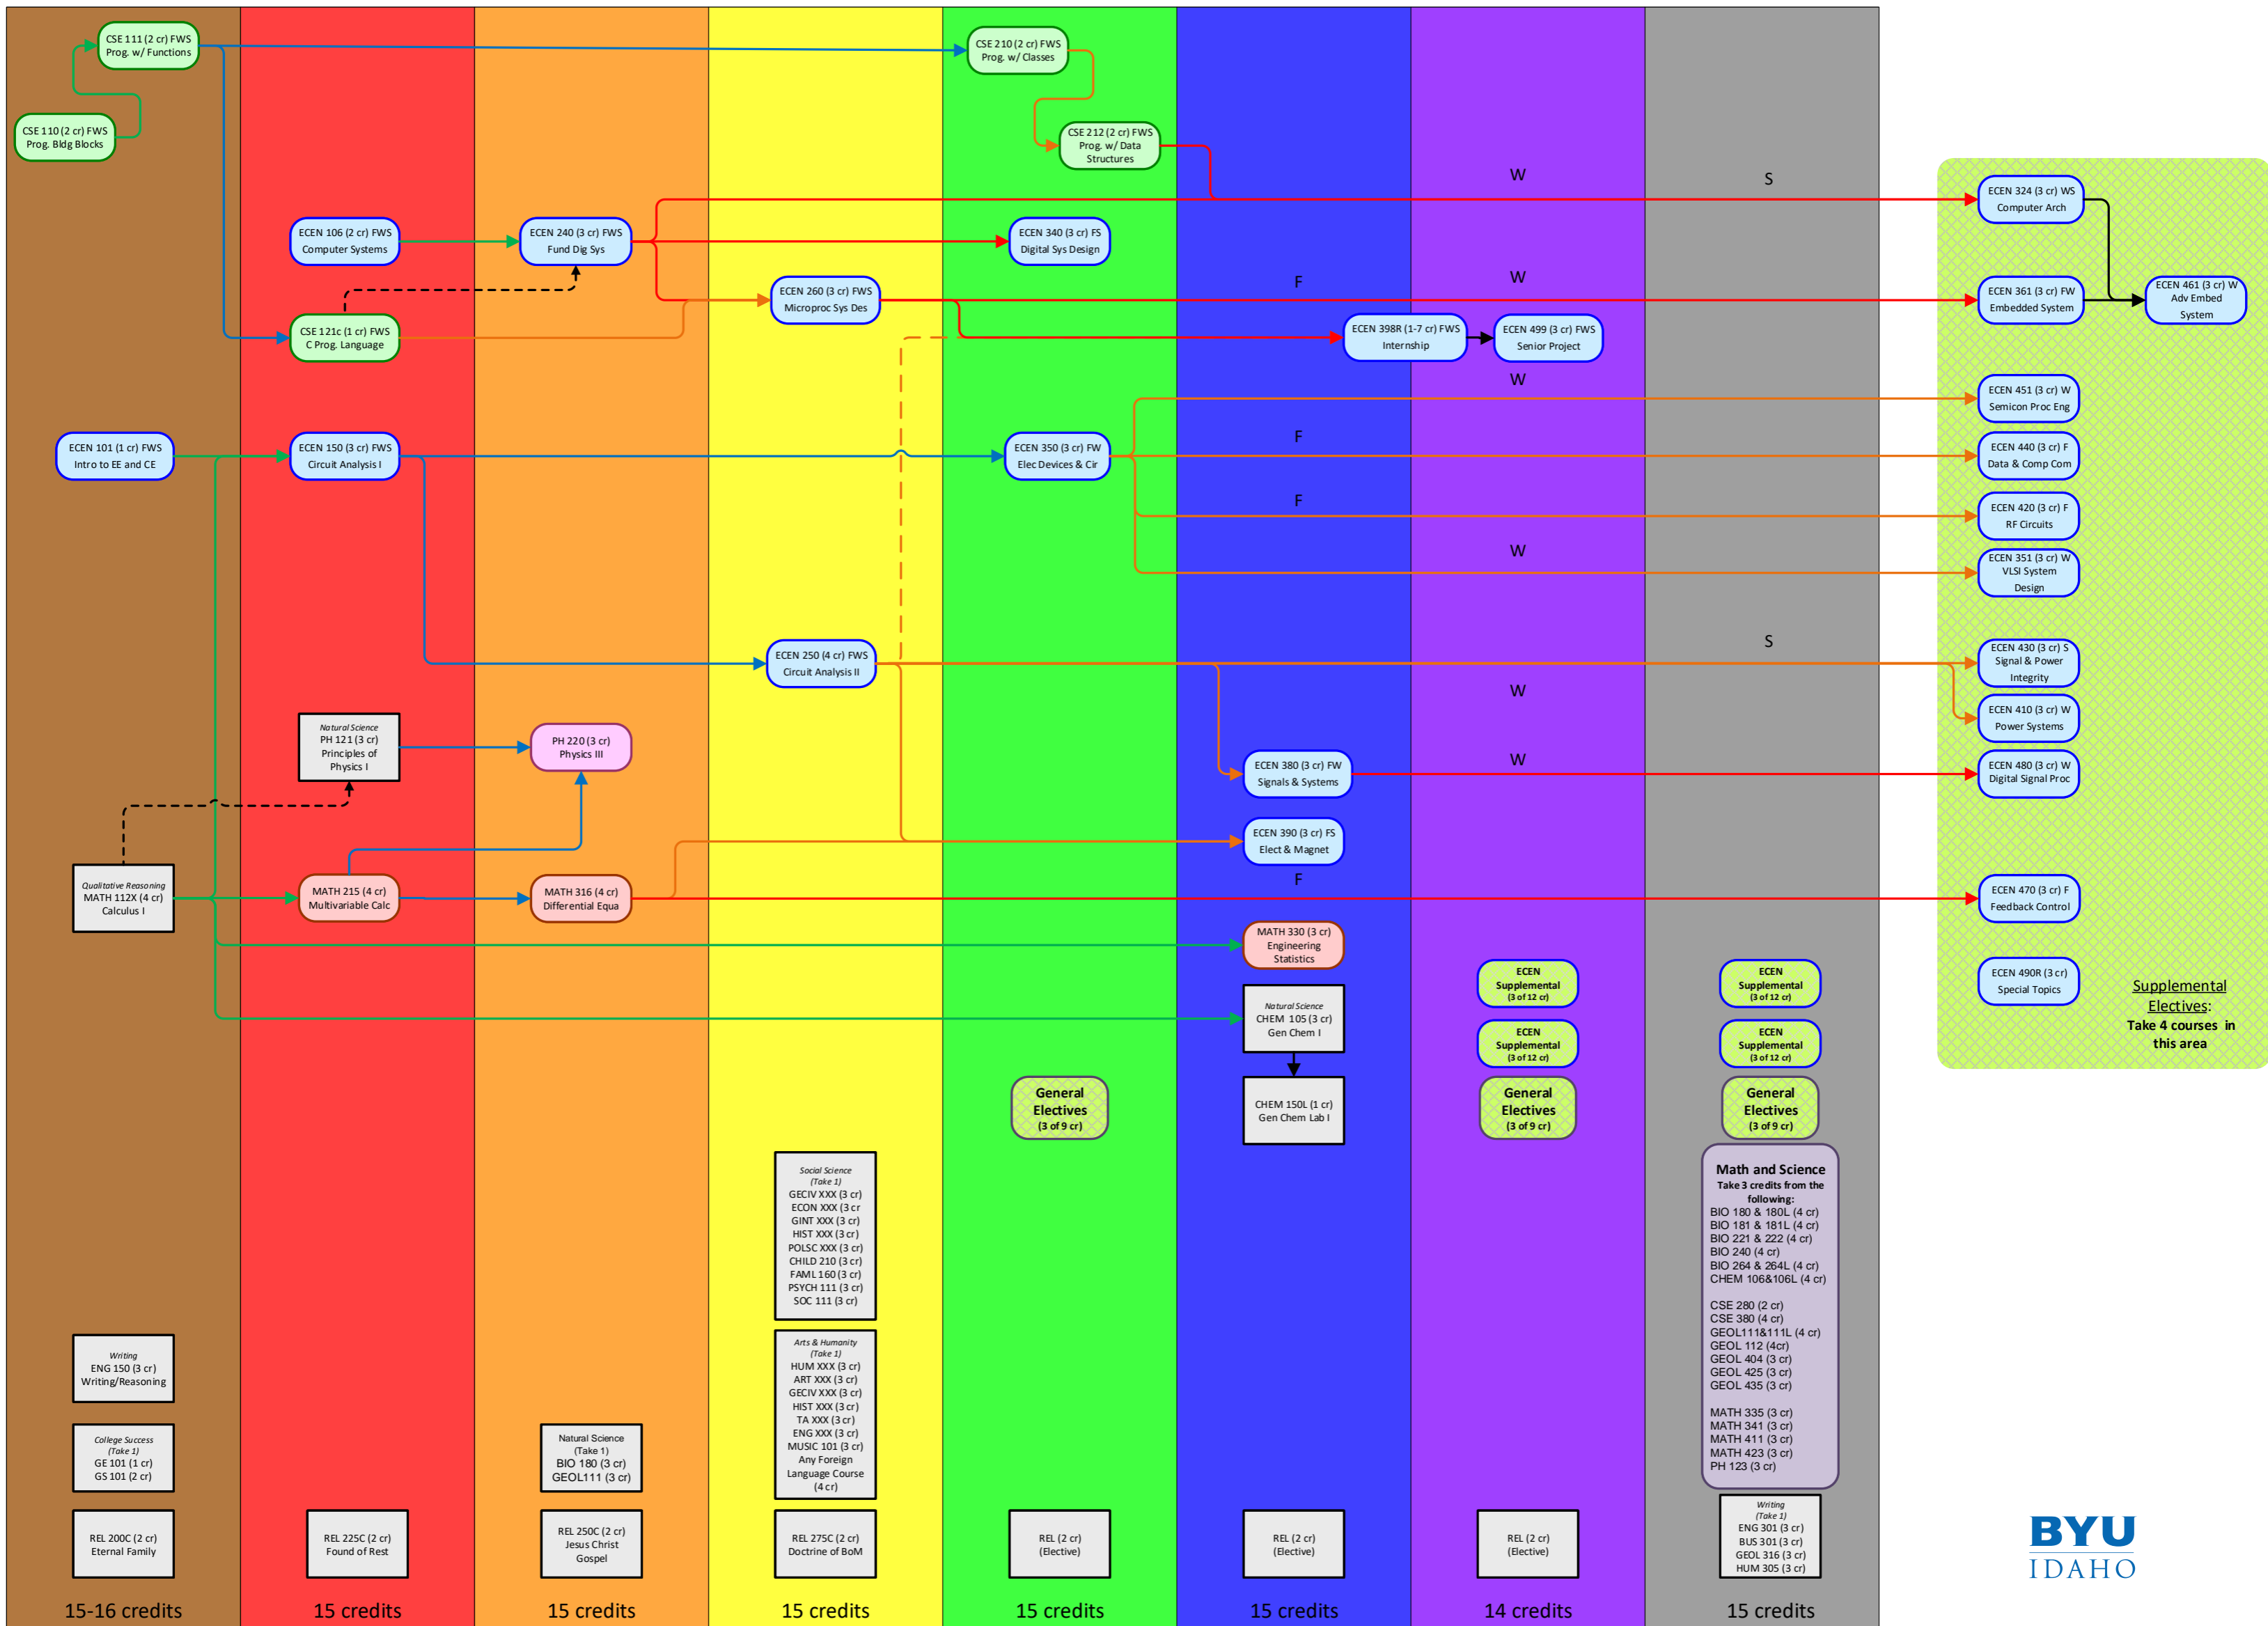 CSE 111 (2 cr) FWS
Prog. w/ Functions
CSE 110 (2 cr) FWS
Prog. Bldg Blocks
ECEN 101 (1 cr) FWS
Intro to EE and CE
Qualitative Reasoning
MATH 112X (4 cr)
Calculus I
Writing
ENG 150 (3 cr)
Writing/Reasoning
College Success
(Take 1)
GE 101 (1 cr)
GS 101 (2 cr)
REL 200C (2 cr)
Eternal Family
15-16 credits
ECEN 106 (2 cr) FWS
Computer Systems
CSE 121c (1 cr) FWS
C Prog. Language
ECEN 150 (3 cr) FWS
Circuit Analysis I
Natural Science
PH 121 (3 cr)
Principles of
Physics I
MATH 215 (4 cr)
Multivariable Calc
REL 225C (2 cr)
Found of Rest
15 credits
ECEN 240 (3 cr) FWS
Fund Dig Sys
PH 220 (3 cr)
Physics III
MATH 316 (4 cr)
Differential Equa
Natural Science
(Take 1)
BIO 180 (3 cr)
GEOL111 (3 cr)
REL 250C (2 cr)
Jesus Christ
Gospel
15 credits
ECEN 260 (3 cr) FWS
Microproc Sys Des
ECEN 250 (4 cr) FWS
Circuit Analysis II
Social Science
(Take 1)
GECIV XXX (3 cr)
ECON XXX (3 cr
GINT XXX (3 cr)
HIST XXX (3 cr)
POLSC XXX (3 cr)
CHILD 210 (3 cr)
FAML 160 (3 cr)
PSYCH 111 (3 cr)
SOC 111 (3 cr)
Arts & Humanity
(Take 1)
HUM XXX (3 cr)
ART XXX (3 cr)
GECIV XXX (3 cr)
HIST XXX (3 cr)
TA XXX (3 cr)
ENG XXX (3 cr)
MUSIC 101 (3 cr)
Any Foreign
Language Course
(4 cr)
REL 275C (2 cr)
Doctrine of BoM
15 credits
CSE 210 (2 cr) FWS
Prog. w/ Classes
CSE 212 (2 cr) FWS
Prog. w/ Data
Structures
ECEN 340 (3 cr) FS
Digital Sys Design
ECEN 350 (3 cr) FW
Elec Devices & Cir
General
Electives
(3 of 9 cr)
REL (2 cr)
(Elective)
15 credits
F
ECEN 398R (1-7 cr) FWS
Internship
F
F
ECEN 380 (3 cr) FW
Signals & Systems
ECEN 390 (3 cr) FS
Elect & Magnet
F
MATH 330 (3 cr)
Engineering
Statistics
Natural Science
CHEM 105 (3 cr)
Gen Chem I
CHEM 150L (1 cr)
Gen Chem Lab I
REL (2 cr)
(Elective)
15 credits
W
W
ECEN 499 (3 cr) FWS
Senior Project
W
W
W
W
ECEN
Supplemental
(3 of 12 cr)
ECEN
Supplemental
(3 of 12 cr)
General
Electives
(3 of 9 cr)
REL (2 cr)
(Elective)
14 credits
S
S
ECEN
Supplemental
(3 of 12 cr)
ECEN
Supplemental
(3 of 12 cr)
General
Electives
(3 of 9 cr)
Math and Science
Take 3 credits from the
following:
BIO 180 & 180L (4 cr)
BIO 181 & 181L (4 cr)
BIO 221 & 222 (4 cr)
BIO 240 (4 cr)
BIO 264 & 264L (4 cr)
CHEM 106&106L (4 cr)
CSE 280 (2 cr)
CSE 380 (4 cr)
GEOL111&111L (4 cr)
GEOL 112 (4cr)
GEOL 404 (3 cr)
GEOL 425 (3 cr)
GEOL 435 (3 cr)
MATH 335 (3 cr)
MATH 341 (3 cr)
MATH 411 (3 cr)
MATH 423 (3 cr)
PH 123 (3 cr)
Writing
(Take 1)
ENG 301 (3 cr)
BUS 301 (3 cr)
GEOL 316 (3 cr)
HUM 305 (3 cr)
15 credits
ECEN 324 (3 cr) WS
Computer Arch
ECEN 361 (3 cr) FW
Embedded System
ECEN 461 (3 cr) W
Adv Embed
System
ECEN 451 (3 cr) W
Semicon Proc Eng
ECEN 440 (3 cr) F
Data & Comp Com
ECEN 420 (3 cr) F
RF Circuits
ECEN 351 (3 cr) W
VLSI System
Design
ECEN 430 (3 cr) S
Signal & Power
Integrity
ECEN 410 (3 cr) W
Power Systems
ECEN 480 (3 cr) W
Digital Signal Proc
ECEN 470 (3 cr) F
Feedback Control
ECEN 490R (3 cr)
Special Topics
Supplemental
Electives:
Take 4 courses in
this area
BYU
IDAHO